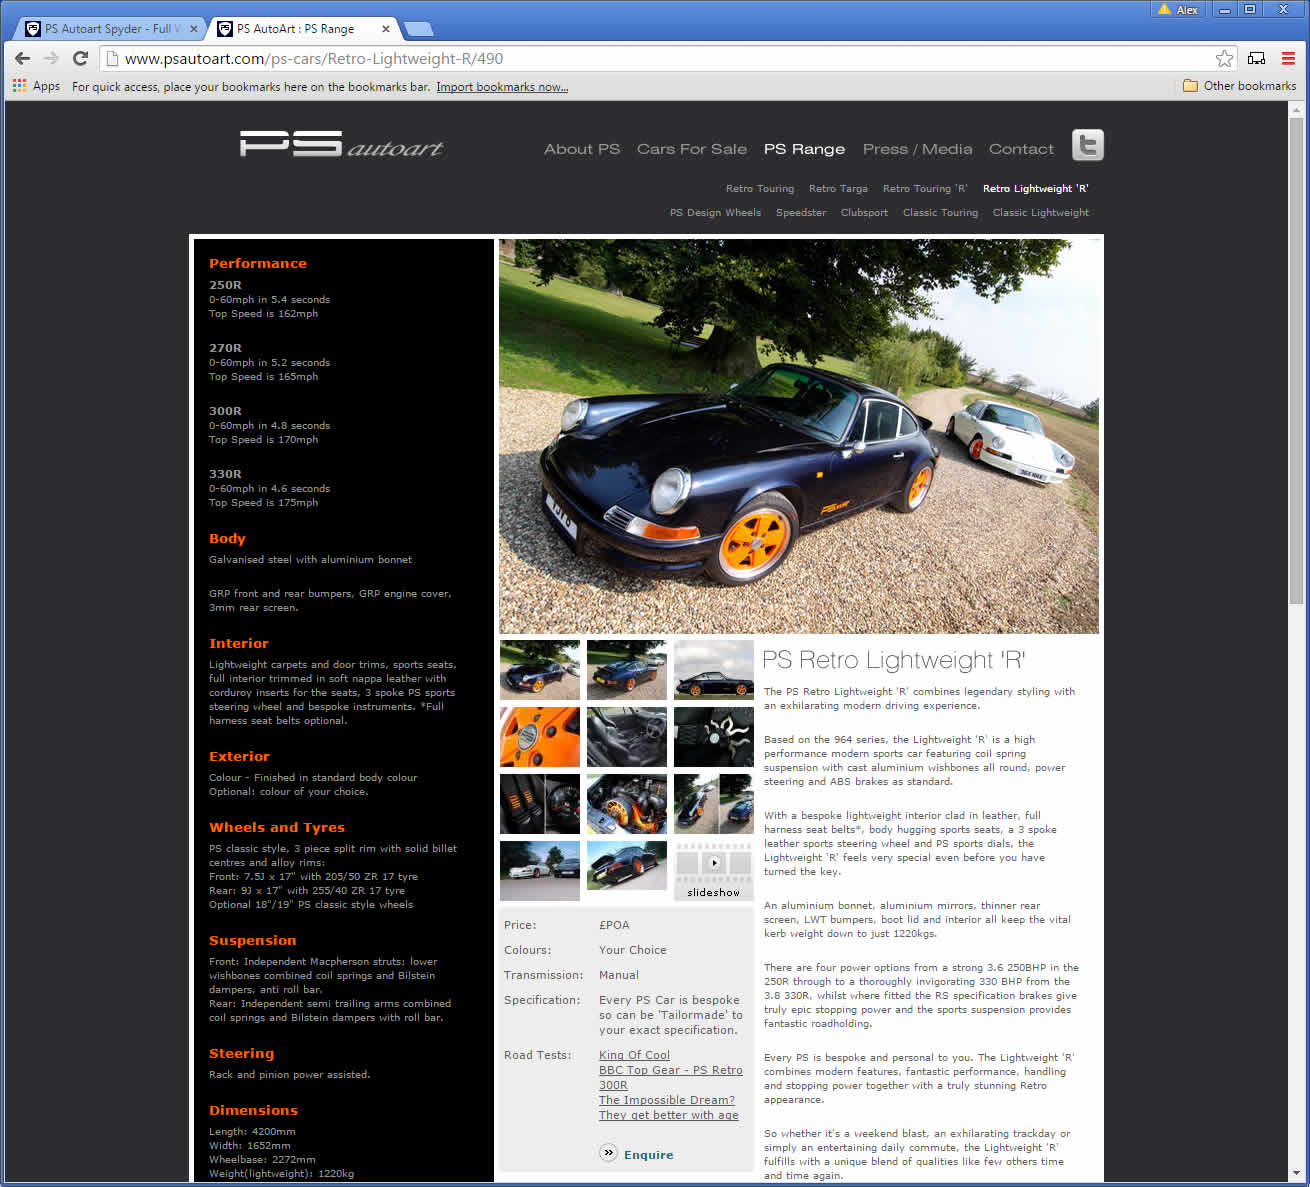 Alex
PS Autoart Spyder - Full
PS AutoArt : PS Range
www.psautoart.com/ps-cars/Retro-Lightweight-R/490
Apps For quick access, place your bookmarks here on the bookmarks bar. Import bookmarks now... Other bookmarks
PS autoart
About PS Cars For Sale PS Range Press / Media Contact
Retro Touring Retro Targa Retro Touring 'R' Retro Lightweight 'R'
PS Design Wheels Speedster Clubsport Classic Touring Classic Lightweight
Performance
250R
0-60mph in 5.4 seconds
Top Speed is 162mph
270R
0-60mph in 5.2 seconds
Top Speed is 165mph
300R
0-60mph in 4.8 seconds
Top Speed is 170mph
330R
0-60mph in 4.6 seconds
Top Speed is 175mph
Body
Galvanised steel with aluminium bonnet
GRP front and rear bumpers, GRP engine cover,
3mm rear screen.
Interior
Lightweight carpets and door trims, sports seats,
full interior trimmed in soft nappa leather with
corduroy inserts for the seats, 3 spoke PS sports
steering wheel and bespoke instruments. *Full
harness seat belts optional.
Exterior
Colour - Finished in standard body colour
Optional: colour of your choice.
Wheels and Tyres
PS classic style, 3 piece split rim with solid billet
centres and alloy rims:
Front: 7.5J x 17" with 205/50 ZR 17 tyre
Rear: 9J x 17" with 255/40 ZR 17 tyre
Optional 18"/19" PS classic style wheels
Suspension
Front: Independent Macpherson struts; lower
wishbones combined coil springs and Bilstein
dampers, anti roll bar.
Rear: Independent semi trailing arms combined
coil springs and Bilstein dampers with roll bar.
Steering
Rack and pinion power assisted.
Dimensions
Length: 4200mm
Width: 1652mm
Wheelbase: 2272mm
Weight(lightweight): 1220kg
slideshow
Price: £POA
Colours: Your Choice
Transmission: Manual
Specification: Every PS Car is bespoke
so can be 'Tailormade' to
your exact specification.
Road Tests: King Of Cool
BBC Top Gear - PS Retro
300R
The Impossible Dream?
They get better with age
Enquire
PS Retro Lightweight 'R'
The PS Retro Lightweight 'R' combines legendary styling with
an exhilarating modern driving experience.
Based on the 964 series, the Lightweight 'R' is a high
performance modern sports car featuring coil spring
suspension with cast aluminium wishbones all round, power
steering and ABS brakes as standard.
With a bespoke lightweight interior clad in leather, full
harness seat belts*, body hugging sports seats, a 3 spoke
leather sports steering wheel and PS sports dials, the
Lightweight 'R' feels very special even before you have
turned the key.
An aluminium bonnet, aluminium mirrors, thinner rear
screen, LWT bumpers, boot lid and interior all keep the vital
kerb weight down to just 1220kgs.
There are four power options from a strong 3.6 250BHP in the
250R through to a thoroughly invigorating 330 BHP from the
3.8 330R, whilst where fitted the RS specification brakes give
truly epic stopping power and the sports suspension provides
fantastic roadholding.
Every PS is bespoke and personal to you. The Lightweight 'R'
combines modern features, fantastic performance, handling
and stopping power together with a truly stunning Retro
appearance.
So whether it's a weekend blast, an exhilarating trackday or
simply an entertaining daily commute, the Lightweight 'R'
fulfills with a unique blend of qualities like few others time
and time again.